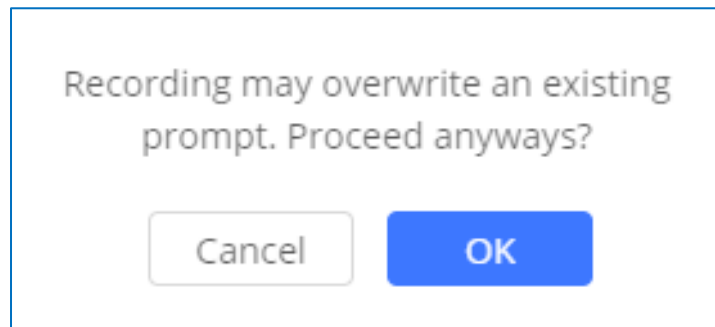 Recording may overwrite an existing
prompt. Proceed anyways?
Cancel OK